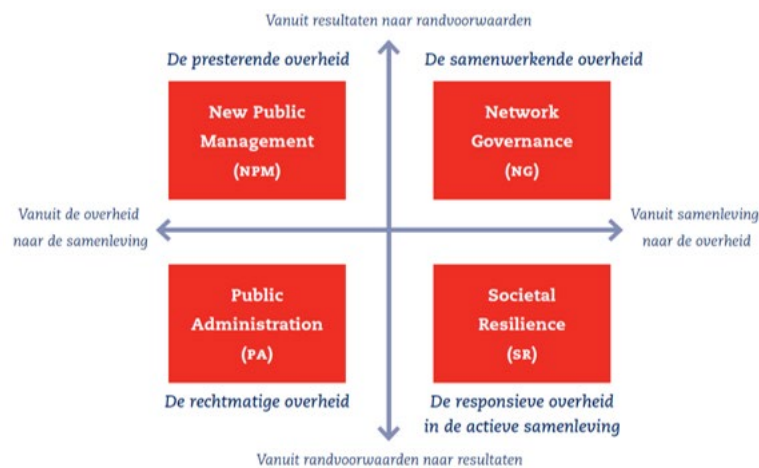 Vanuit resultaten naar randvoorwaarden
De presterende overheid
De samenwerkende overheid
New Public
Management
(NPM)
Network
Governance
(NG)
Vanuit de overheid
naar de samenleving
Vanuit samenleving
naar de overheid
Public
Administration
(PA)
Societal
Resilience
(SR)
De rechtmatige overheid
De responsieve overheid
in de actieve samenleving
Vanuit randvoorwaarden naar resultaten